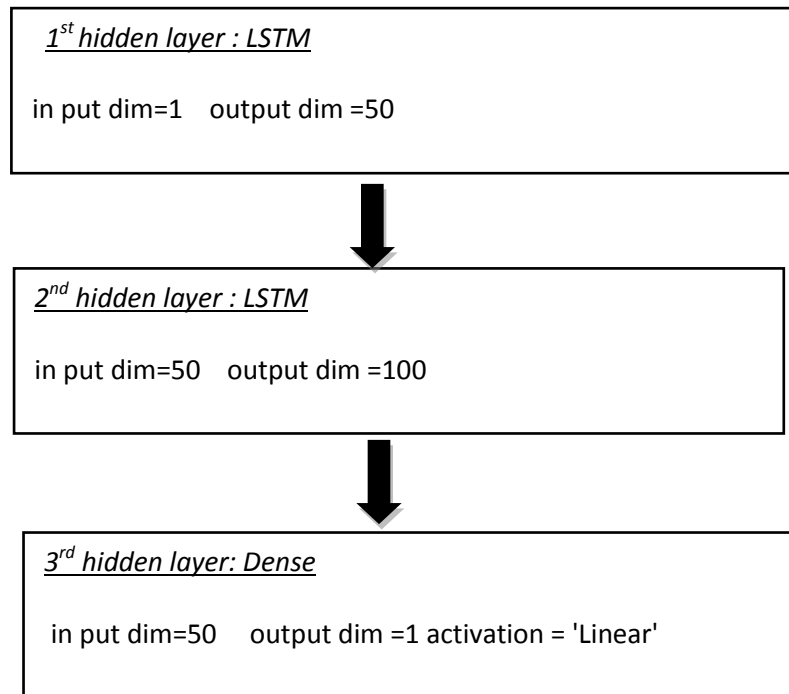 1st hidden layer : LSTM
in put dim=1 output dim =50
2nd hidden layer : LSTM
in put dim=50 output dim =100
3rd hidden layer: Dense
in put dim=50 output dim =1 activation = 'Linear'